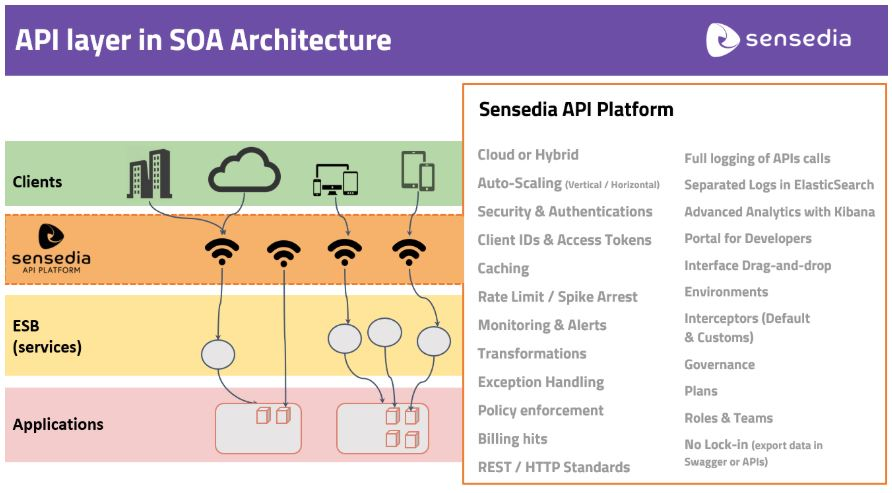 API layer in SOA Architecture
sensedia
Sensedia API Platform
Clients
sensedia
API PLATFORM
ESB
(services)
Applications
Cloud or Hybrid
Auto-Scaling (Vertical / Horizontal)
Security & Authentications
Client IDs & Access Tokens
Caching
Rate Limit / Spike Arrest
Monitoring & Alerts
Transformations
Exception Handling
Policy enforcement
Billing hits
REST / HTTP Standards
Full logging of APIs calls
Separated Logs in ElasticSearch
Advanced Analytics with Kibana
Portal for Developers
Interface Drag-and-drop
Environments
Interceptors (Default
& Customs)
Governance
Plans
Roles & Teams
No Lock-in (export data in
Swagger or APIs)